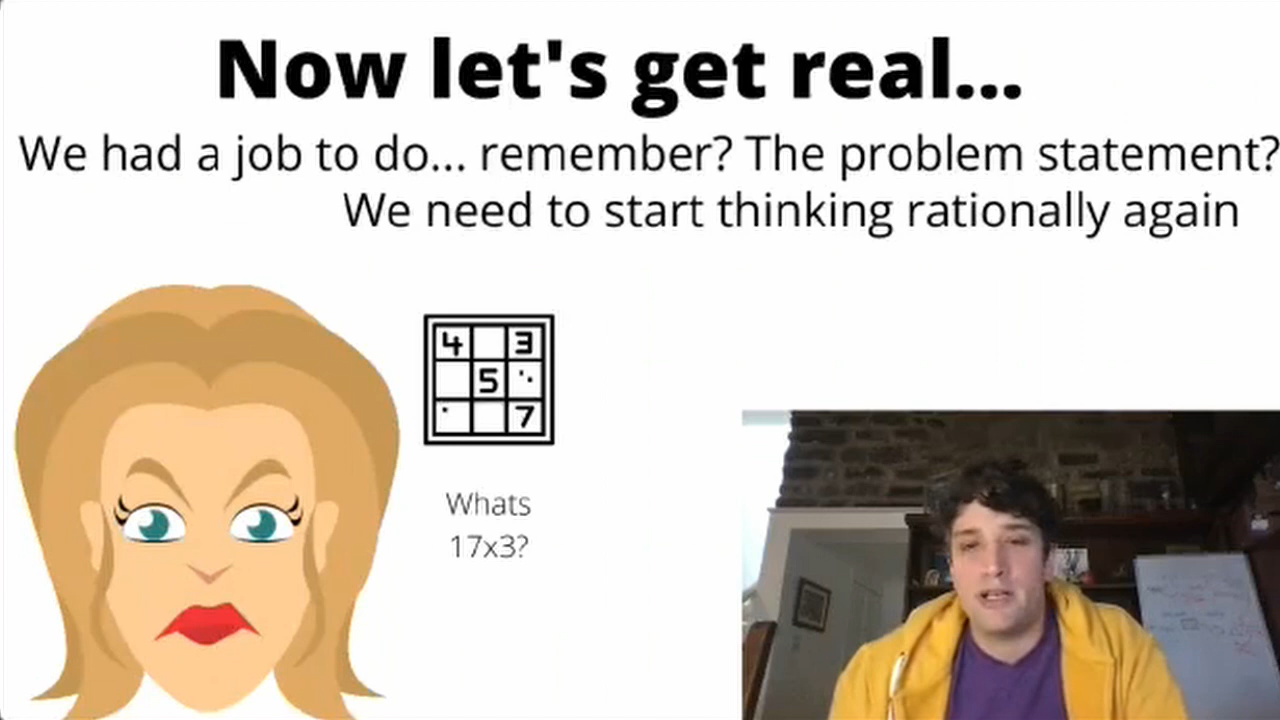 Now let's get real...
We had a job to do... remember? The problem statement?
We need to start thinking rationally again
4 3
5
7
Whats
17x3?